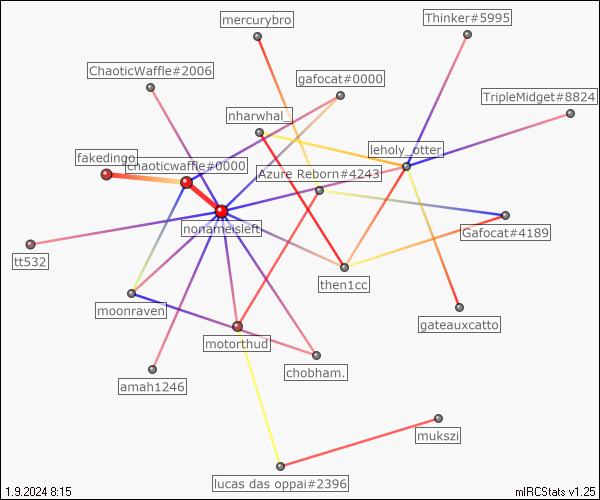 mercurybro
Thinker#5995
ChaoticWaffle#2006
gafocat#0000
TripleMidget#8824
nharwhal_
leholy_otter
fakedingo
chaoticwaffle#0000
Azure Reborn#4243
nonameisleft
Gafocat#4189
tt532
then1cc
moonraven
gateauxcatto
motorthud
chobham.
amah1246
mukszi
lucas das oppai#2396
1.9.2024 8:15
mIRCStats v1.25